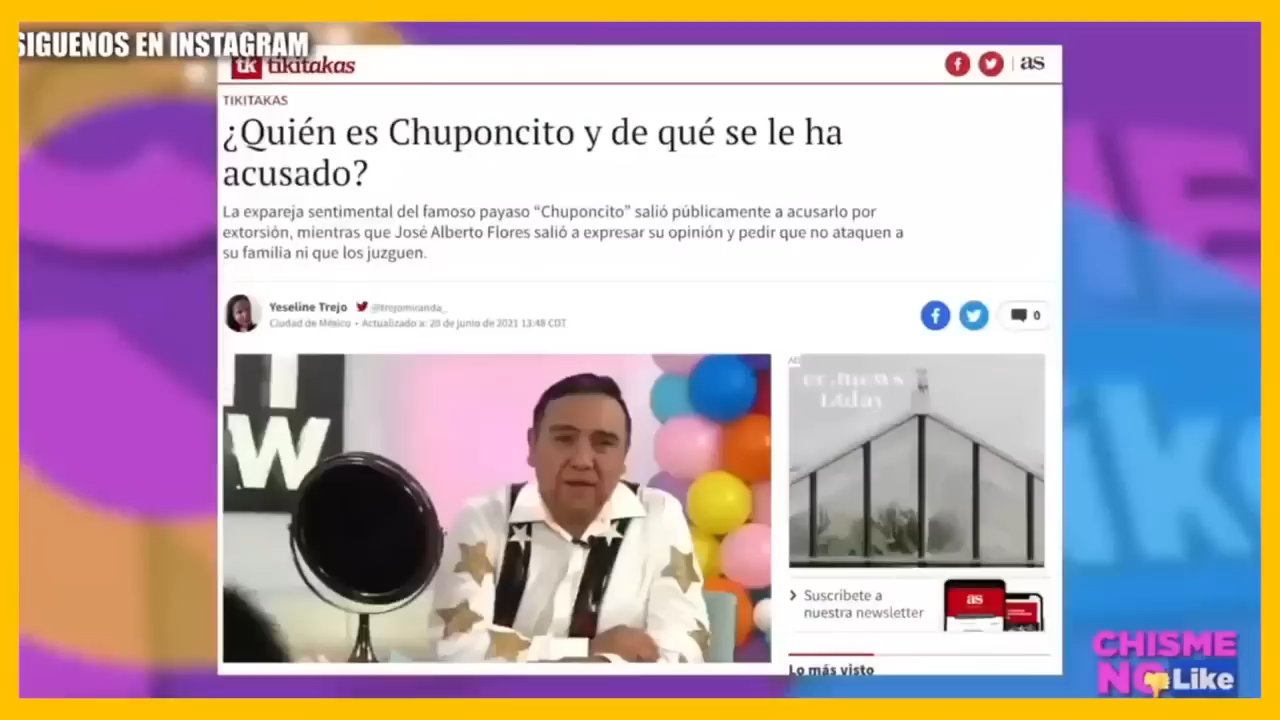 SIGUENOS EN INSTAGRAM
tk tikitakas
as
TIKITAKAS
¿Quién es Chuponcito y de qué se le ha
acusado?
La expareja sentimental del famoso payaso “Chuponcito” salió públicamente a acusarlo por
extorsión, mientras que José Alberto Flores salió a expresar su opinión y pedir que no ataquen a
su familia ni que los juzguen.
Yeseline Trejo @trejomiranda_
Ciudad de México • Actualizado a: 20 de junio de 2021 13:48 CDT
0
W
Suscríbete a
nuestra newsletter
as
Lo más visto
CHISME
NO Like